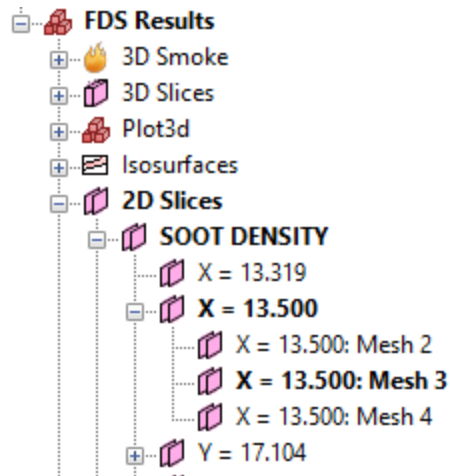 FDS Results
3D Smoke
3D Slices
Plot3d
Isosurfaces
2D Slices
SOOT DENSITY
X = 13.319
X = 13.500
X = 13.500: Mesh 2
X = 13.500: Mesh 3
X = 13.500: Mesh 4
Y = 17.104